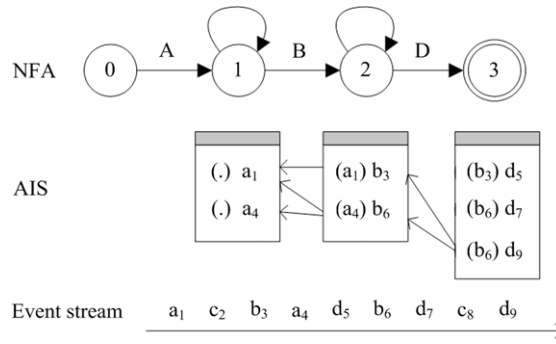 A B D
NFA 0 1 2 3
AIS
(.) a₁ (a₁) b₃ (b₃) d₅
(.) a₄ (a₄) b₆ (b₆) d₇
(b₆) d₉
Event stream a₁ c₂ b₃ a₄ d₅ b₆ d₇ c₈ d₉